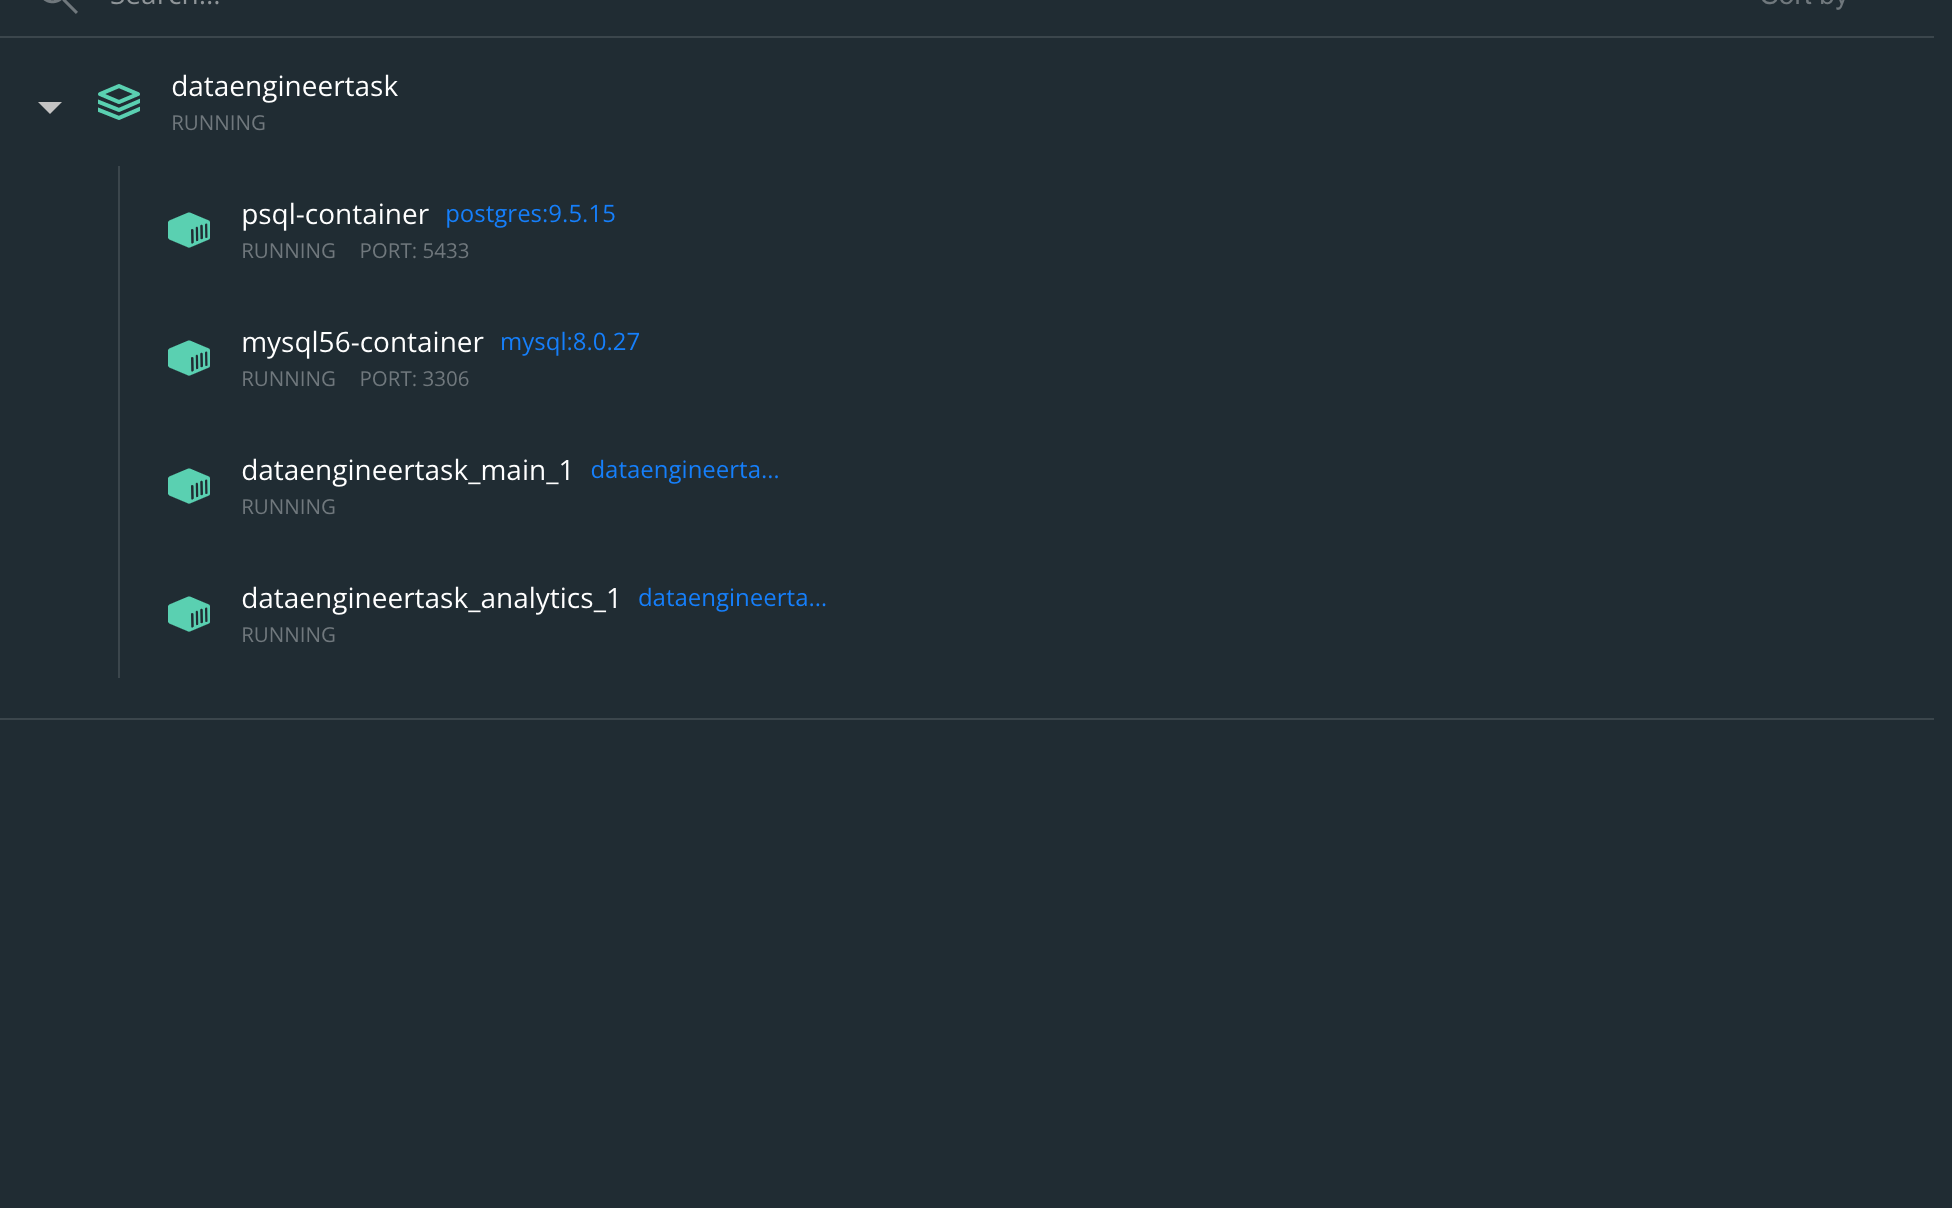 Search...
Sort by
dataengineertask
RUNNING
psql-container postgres:9.5.15
RUNNING PORT: 5433
mysql56-container mysql:8.0.27
RUNNING PORT: 3306
dataengineertask_main_1 dataengineerta...
RUNNING
dataengineertask_analytics_1 dataengineerta...
RUNNING